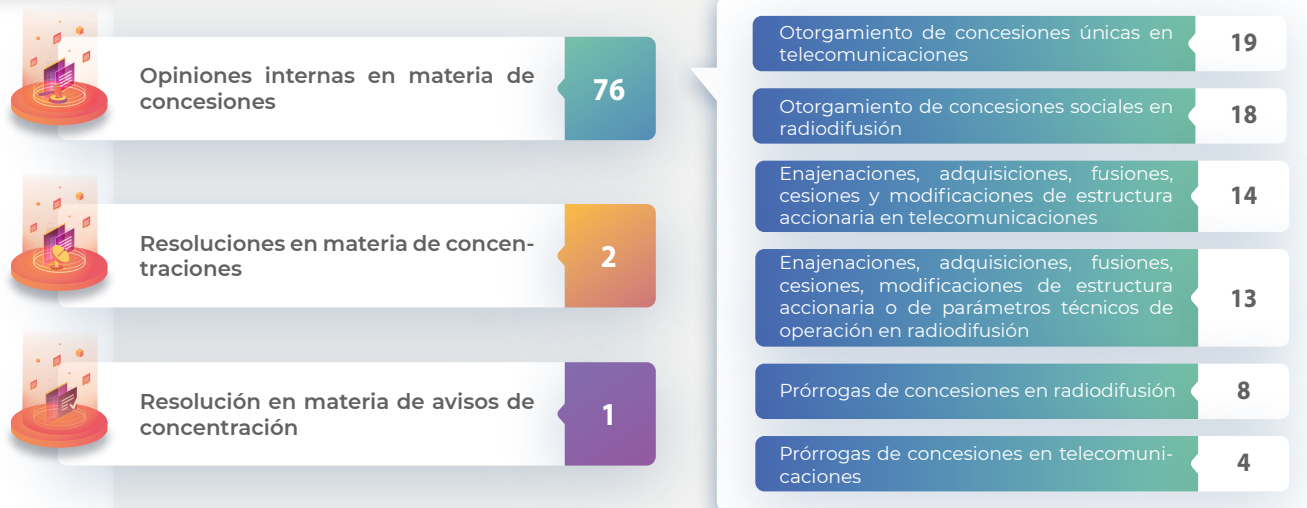 Opiniones internas en materia de
concesiones
76
Resoluciones en materia de concen-
traciones
2
Resolución en materia de avisos de
concentración
1
Otorgamiento de concesiones únicas en
telecomunicaciones
19
Otorgamiento de concesiones sociales en
radiodifusión
18
Enajenaciones, adquisiciones, fusiones,
cesiones y modificaciones de estructura
accionaria en telecomunicaciones
14
Enajenaciones, adquisiciones, fusiones,
cesiones, modificaciones de estructura
accionaria o de parámetros técnicos de
operación en radiodifusión
13
Prórrogas de concesiones en radiodifusión
8
Prórrogas de concesiones en telecomuni-
caciones
4